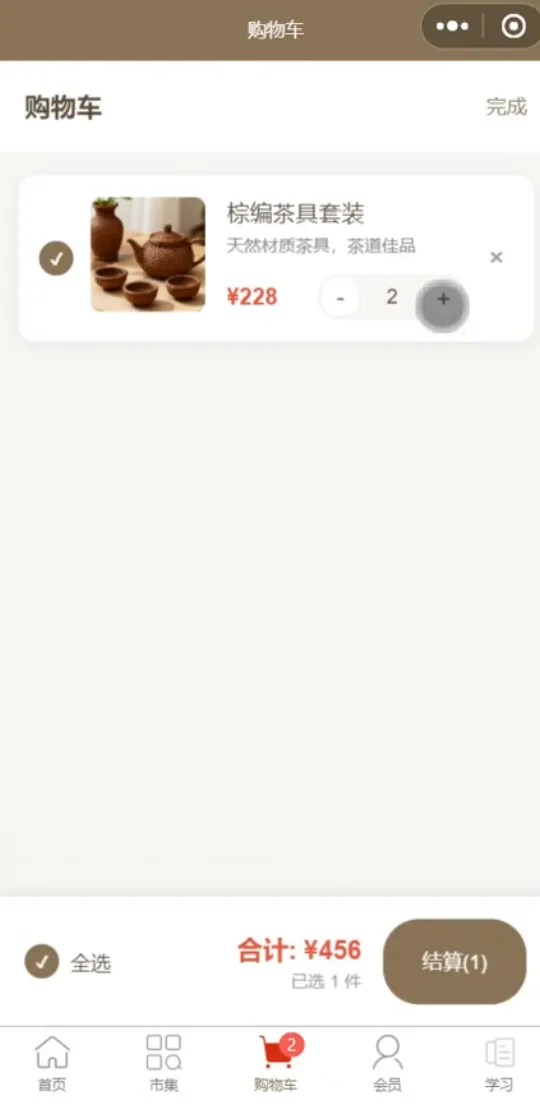 购物车
购物车
完成
棕编茶具套装
天然材质茶具，茶道佳品
×
¥228
- 2 +
全选
合计: ¥456
已选 1 件
结算(1)
2
首页
市集
购物车
会员
学习